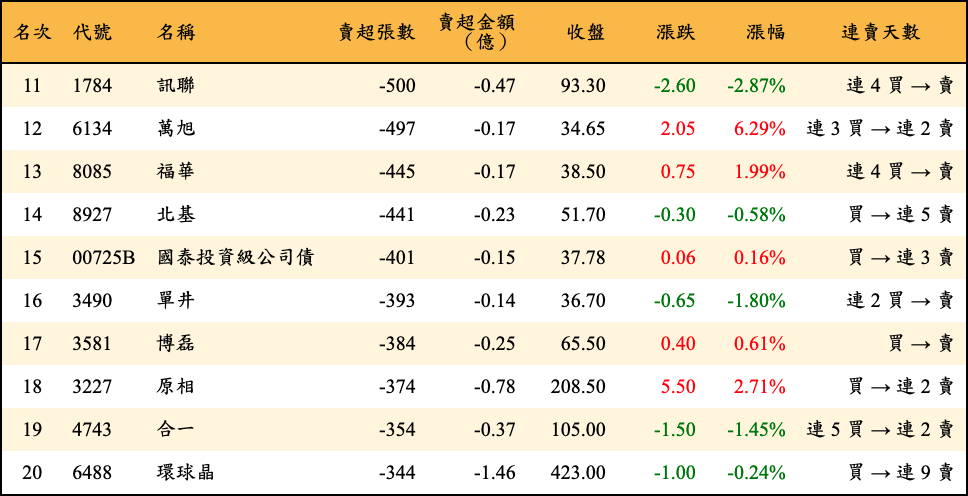 名次 代號 名稱 賣超張數 賣超金額（億） 收盤 漲跌 漲幅 連賣天數
11 1784 訊聯 -500 -0.47 93.30 -2.60 -2.87% 連 4 買 → 賣
12 6134 萬旭 -497 -0.17 34.65 2.05 6.29% 連 3 買 → 連 2 賣
13 8085 福華 -445 -0.17 38.50 0.75 1.99% 連 4 買 → 賣
14 8927 北基 -441 -0.23 51.70 -0.30 -0.58% 買 → 連 5 賣
15 00725B 國泰投資級公司債 -401 -0.15 37.78 0.06 0.16% 買 → 連 3 賣
16 3490 單井 -393 -0.14 36.70 -0.65 -1.80% 連 2 買 → 賣
17 3581 博磊 -384 -0.25 65.50 0.40 0.61% 買 → 賣
18 3227 原相 -374 -0.78 208.50 5.50 2.71% 買 → 連 2 賣
19 4743 合一 -354 -0.37 105.00 -1.50 -1.45% 連 5 買 → 連 2 賣
20 6488 環球晶 -344 -1.46 423.00 -1.00 -0.24% 買 → 連 9 賣